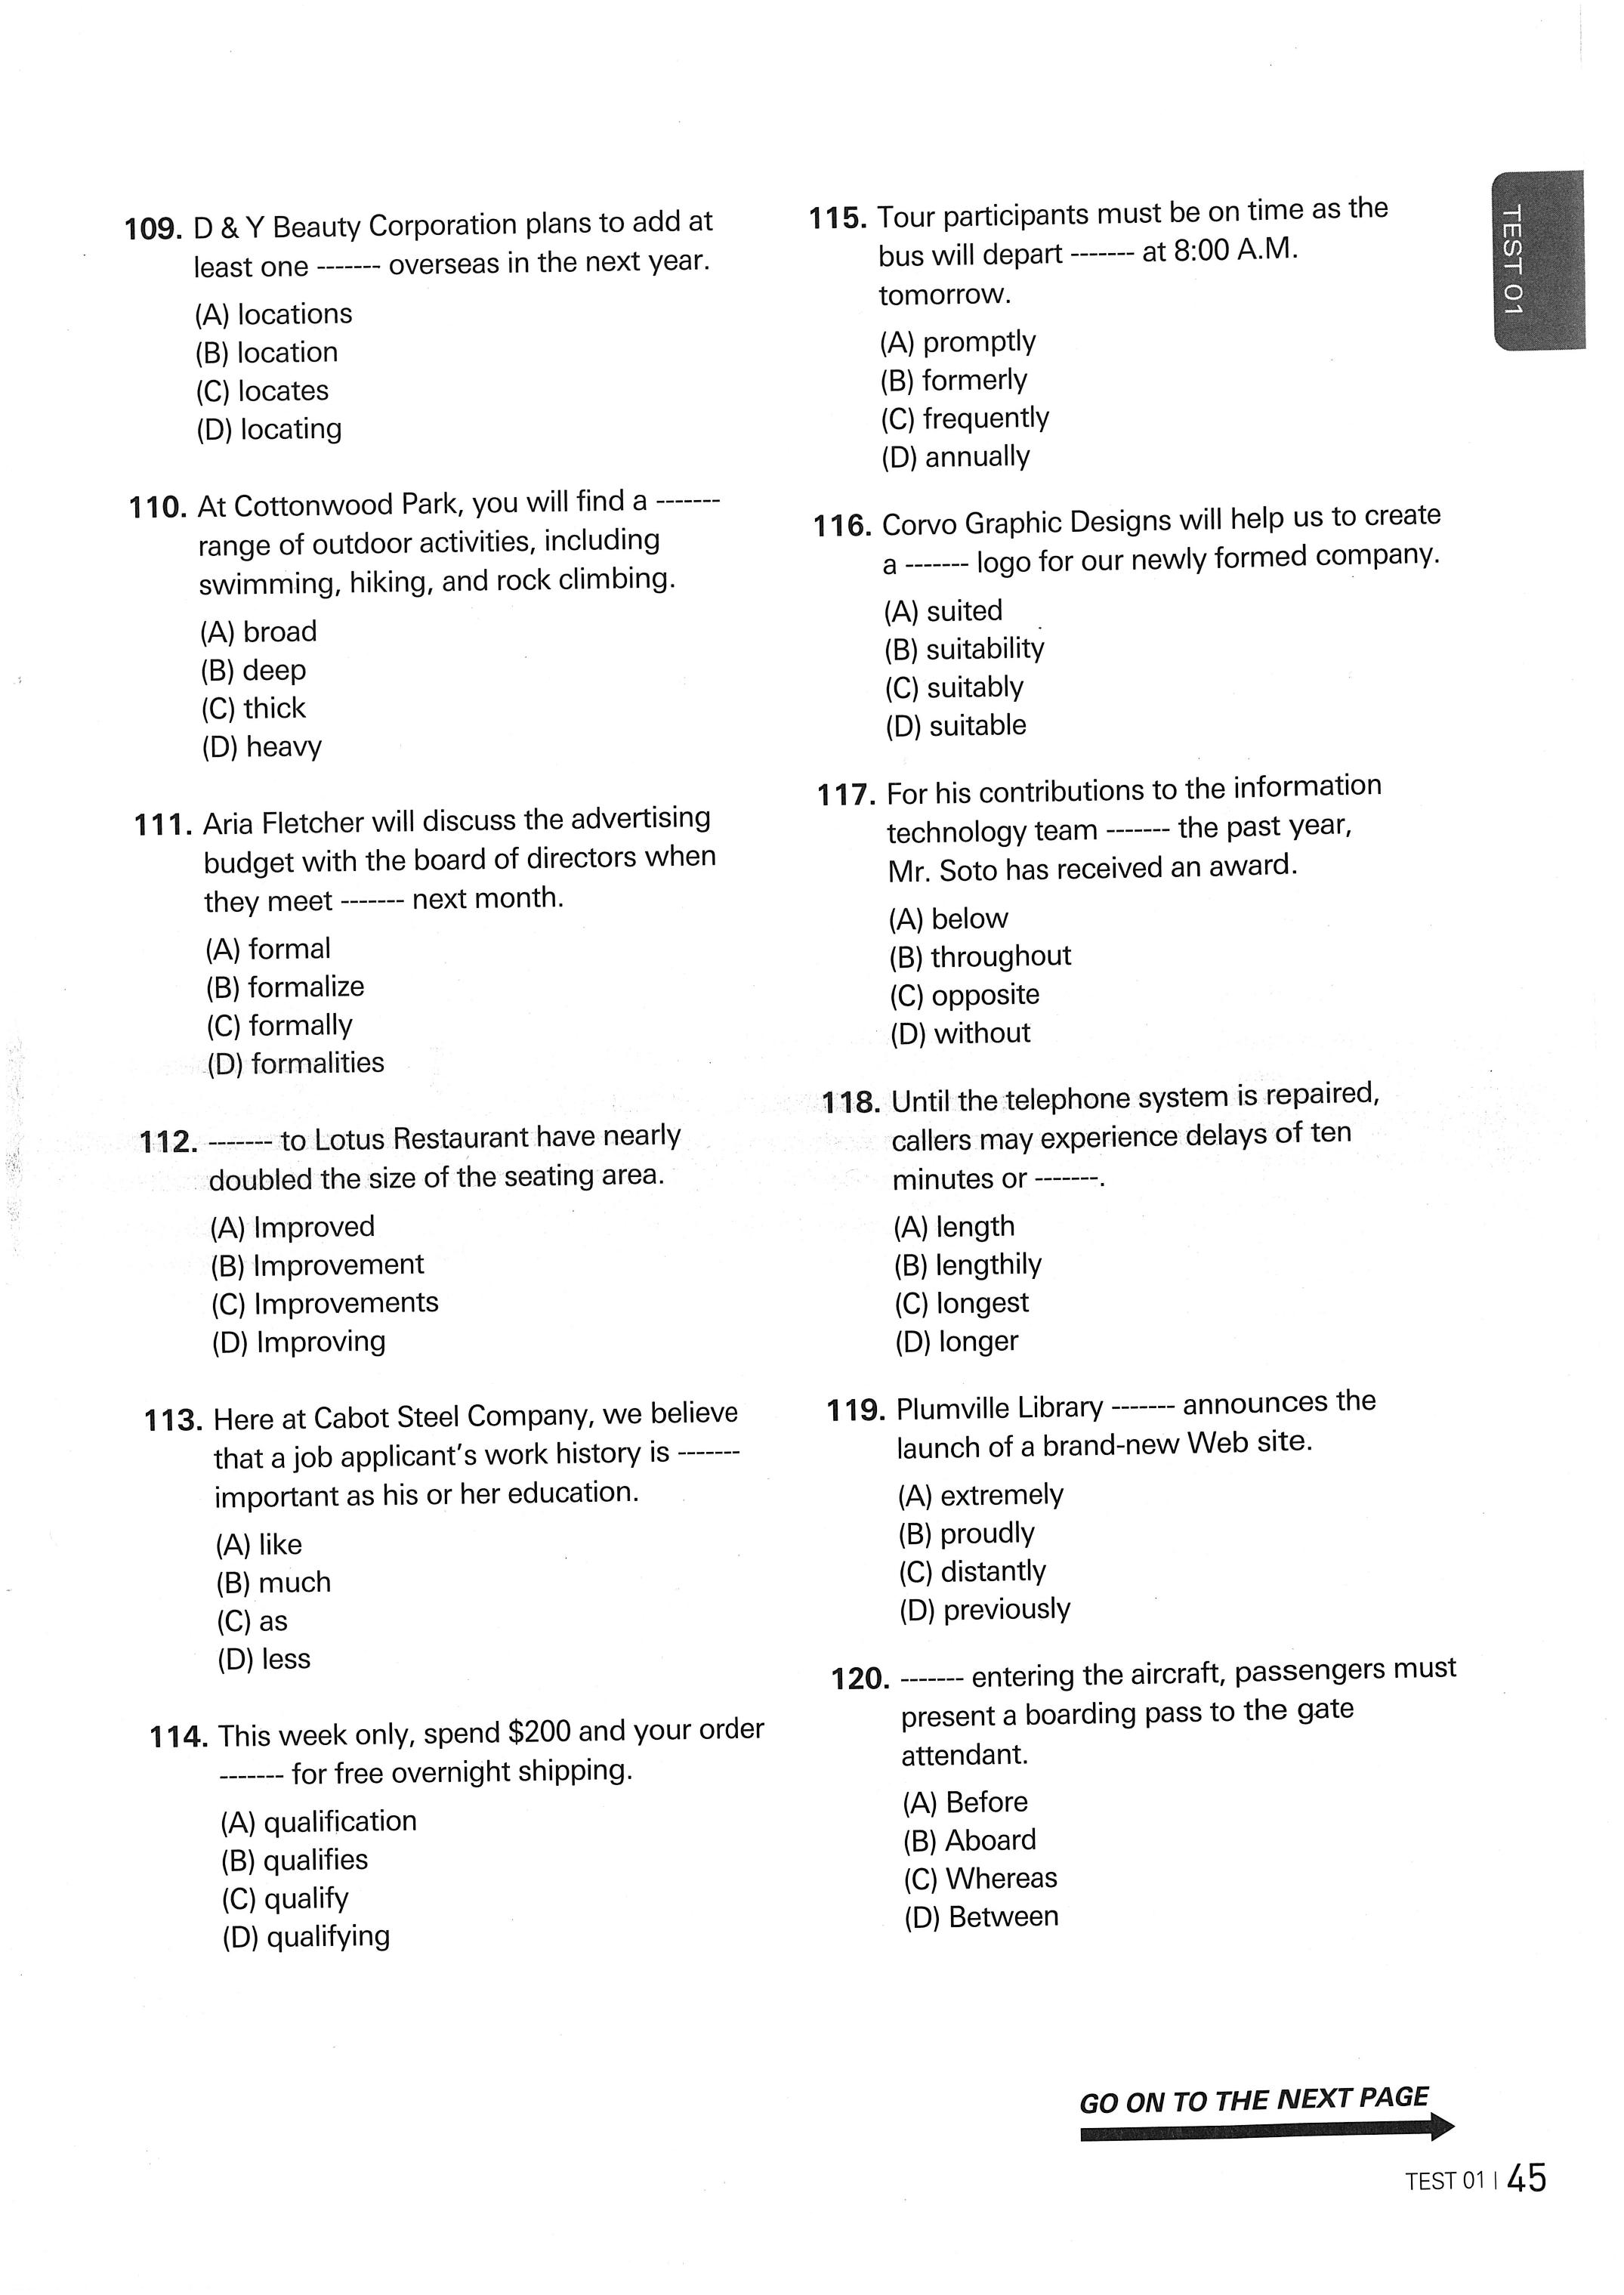 TEST 01
109. D & Y Beauty Corporation plans to add at
least one ------- overseas in the next year.
(A) locations
(B) location
(C) locates
(D) locating
110. At Cottonwood Park, you will find a -------
range of outdoor activities, including
swimming, hiking, and rock climbing.
(A) broad
(B) deep
(C) thick
(D) heavy
111. Aria Fletcher will discuss the advertising
budget with the board of directors when
they meet ------- next month.
(A) formal
(B) formalize
(C) formally
(D) formalities
112. ------- to Lotus Restaurant have nearly
doubled the size of the seating area.
(A) Improved
(B) Improvement
(C) Improvements
(D) Improving
113. Here at Cabot Steel Company, we believe
that a job applicant's work history is -------
important as his or her education.
(A) like
(B) much
(C) as
(D) less
114. This week only, spend $200 and your order
------- for free overnight shipping.
(A) qualification
(B) qualifies
(C) qualify
(D) qualifying
115. Tour participants must be on time as the
bus will depart ------- at 8:00 A.M.
tomorrow.
(A) promptly
(B) formerly
(C) frequently
(D) annually
116. Corvo Graphic Designs will help us to create
a ------- logo for our newly formed company.
(A) suited
(B) suitability
(C) suitably
(D) suitable
117. For his contributions to the information
technology team ------- the past year,
Mr. Soto has received an award.
(A) below
(B) throughout
(C) opposite
(D) without
118. Until the telephone system is repaired,
callers may experience delays of ten
minutes or -------.
(A) length
(B) lengthily
(C) longest
(D) longer
119. Plumville Library ------- announces the
launch of a brand-new Web site.
(A) extremely
(B) proudly
(C) distantly
(D) previously
120. ------- entering the aircraft, passengers must
present a boarding pass to the gate
attendant.
(A) Before
(B) Aboard
(C) Whereas
(D) Between
GO ON TO THE NEXT PAGE
TEST 01 | 45